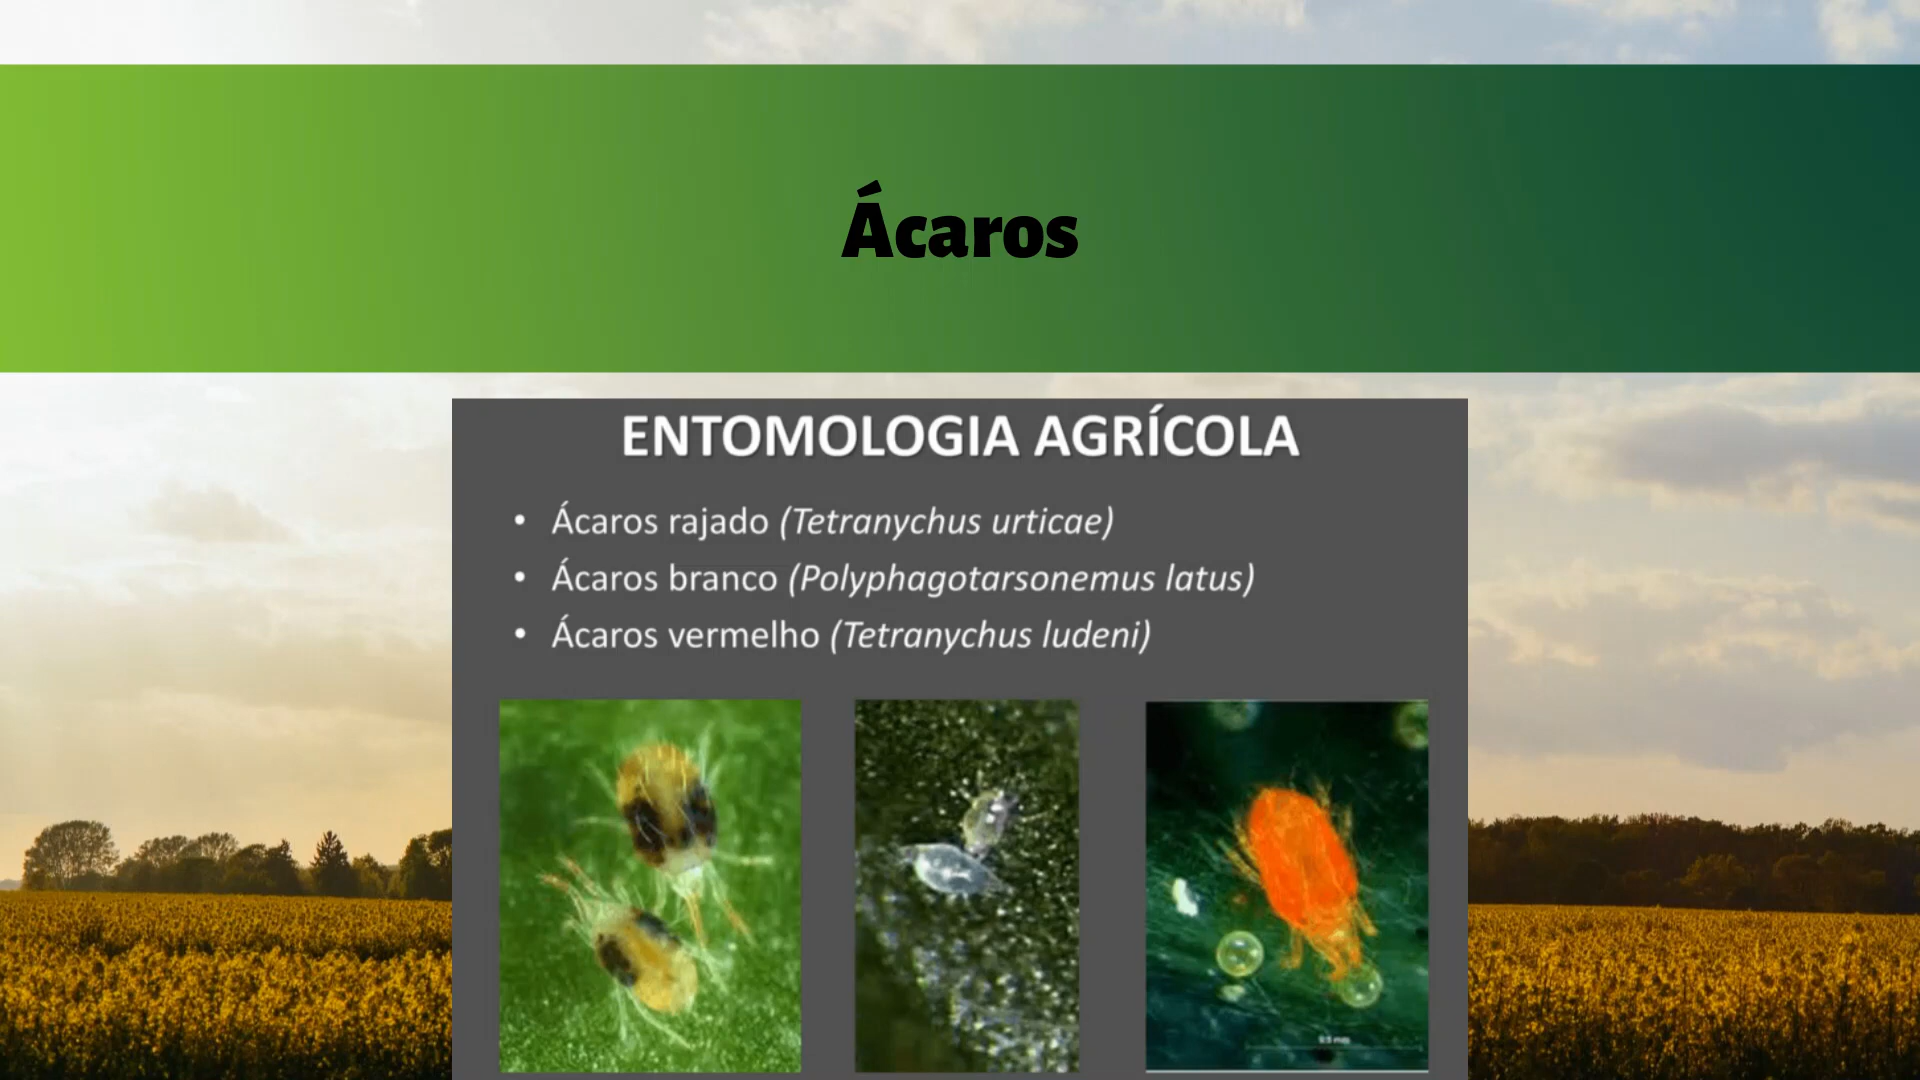 Ácaros
ENTOMOLOGIA AGRÍCOLA
• Ácaros rajado (Tetranychus urticae)
• Ácaros branco (Polyphagotarsonemus latus)
• Ácaros vermelho (Tetranychus ludeni)